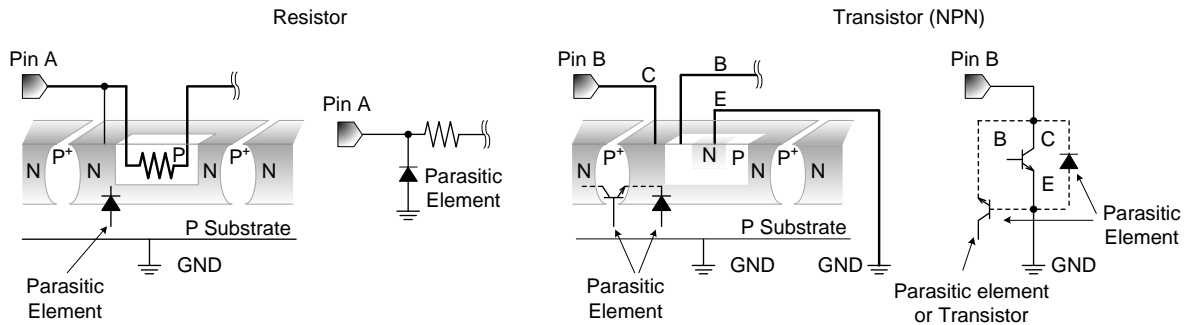 Resistor
Transistor (NPN)
Pin A
Pin A
N
P+
N
P
N
P+
N
Parasitic
Element
P Substrate
GND
Parasitic
Element
Pin B
C
B
E
N
P+
N
N
P
N
P+
N
P Substrate
GND
GND
Parasitic
Element
Pin B
B
C
E
Parasitic
Element
GND
Parasitic element
or Transistor